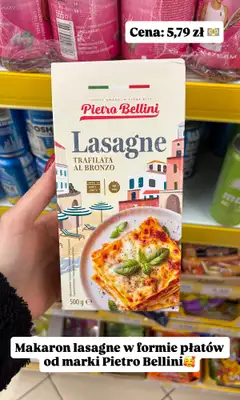 Cena: 5,79 zł 💵
Pietro Bellini
Lasagne
TRAFILATA
AL BRONZO
500 g e
Makaron lasagne w formie płatów
od marki Pietro Bellini🥰